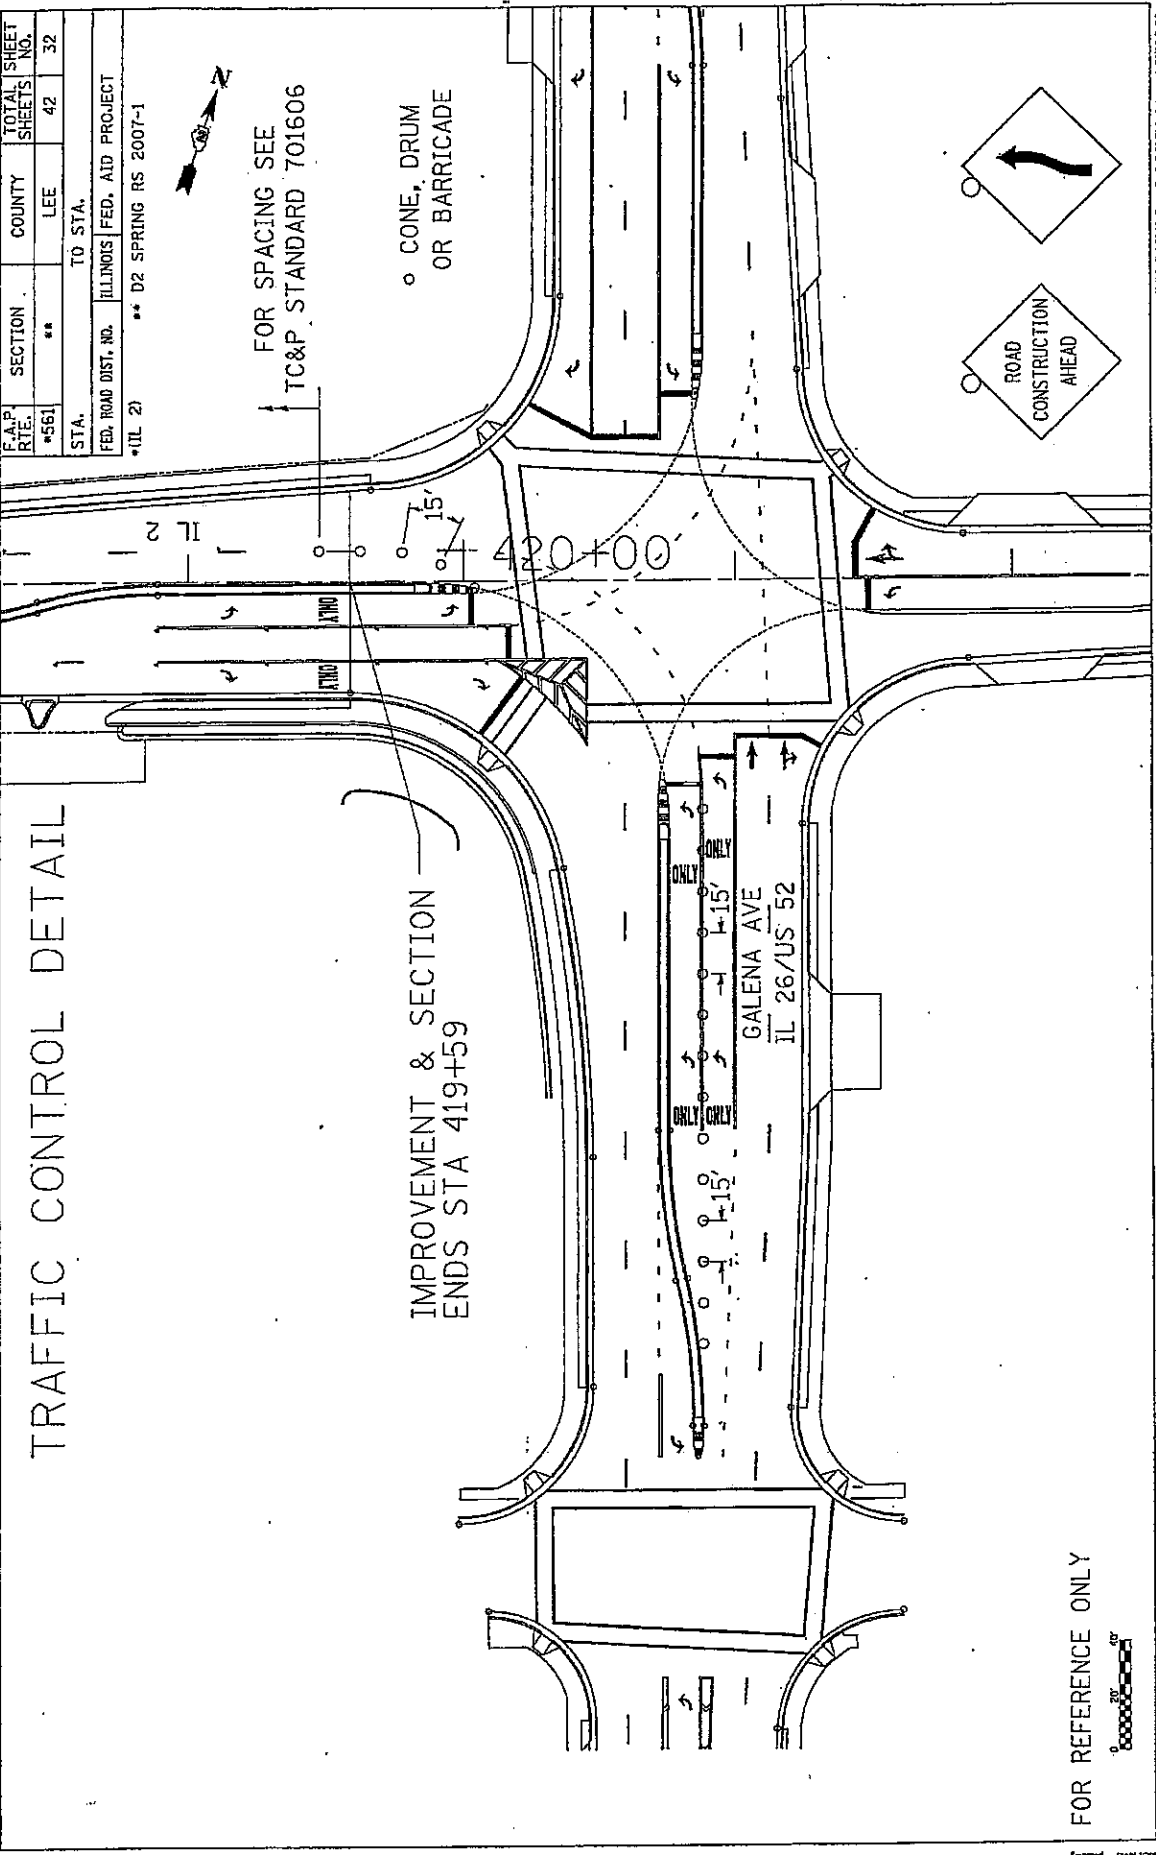 TRAFFIC CONTROL DETAIL
F.A.P. RTE. SECTION COUNTY TOTAL SHEETS SHEET NO.
*561 ** LEE 42 32
STA. TO STA.
FED. ROAD DIST. NO. ILLINOIS FED. AID PROJECT
*(IL 2) ** D2 SPRING RS 2007-1
N
FOR SPACING SEE
TC&P STANDARD 701606
CONE, DRUM
OR BARRICADE
IL 2
15'
420+00
ONLY
ONLY
IMPROVEMENT & SECTION
ENDS STA 419+59
ONLY
ONLY
15'
ONLY
ONLY
15'
GALENA AVE
IL 26/US 52
ROAD
CONSTRUCTION
AHEAD
FOR REFERENCE ONLY
0 20' 40'